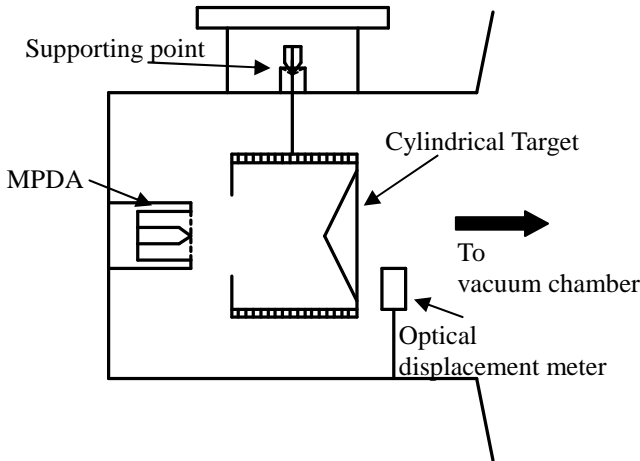 Supporting point
Cylindrical Target
MPDA
To
vacuum chamber
Optical
displacement meter